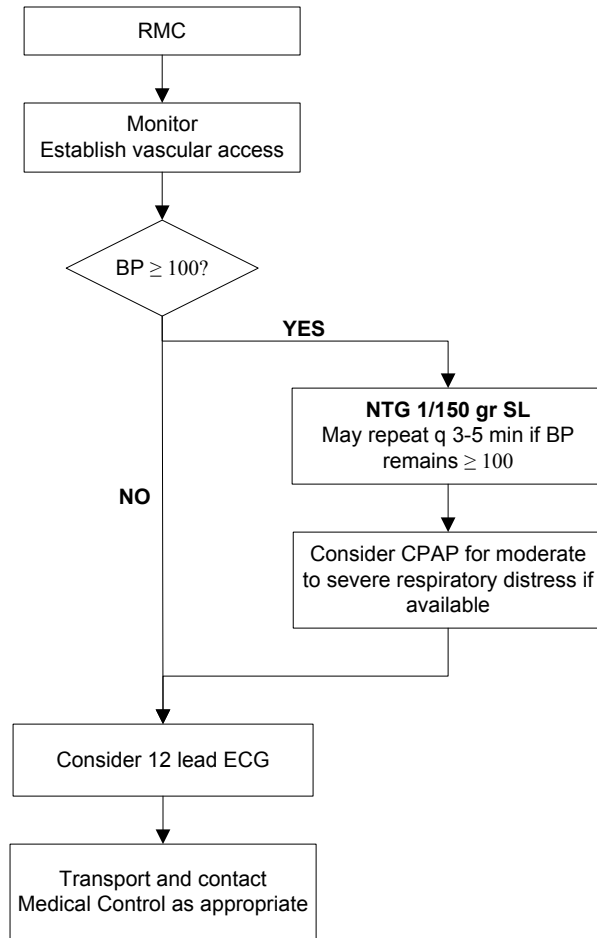 RMC
Monitor
Establish vascular access
BP ≥ 100?
YES
NTG 1/150 gr SL
May repeat q 3-5 min if BP
remains ≥ 100
NO
Consider CPAP for moderate
to severe respiratory distress if
available
Consider 12 lead ECG
Transport and contact
Medical Control as appropriate